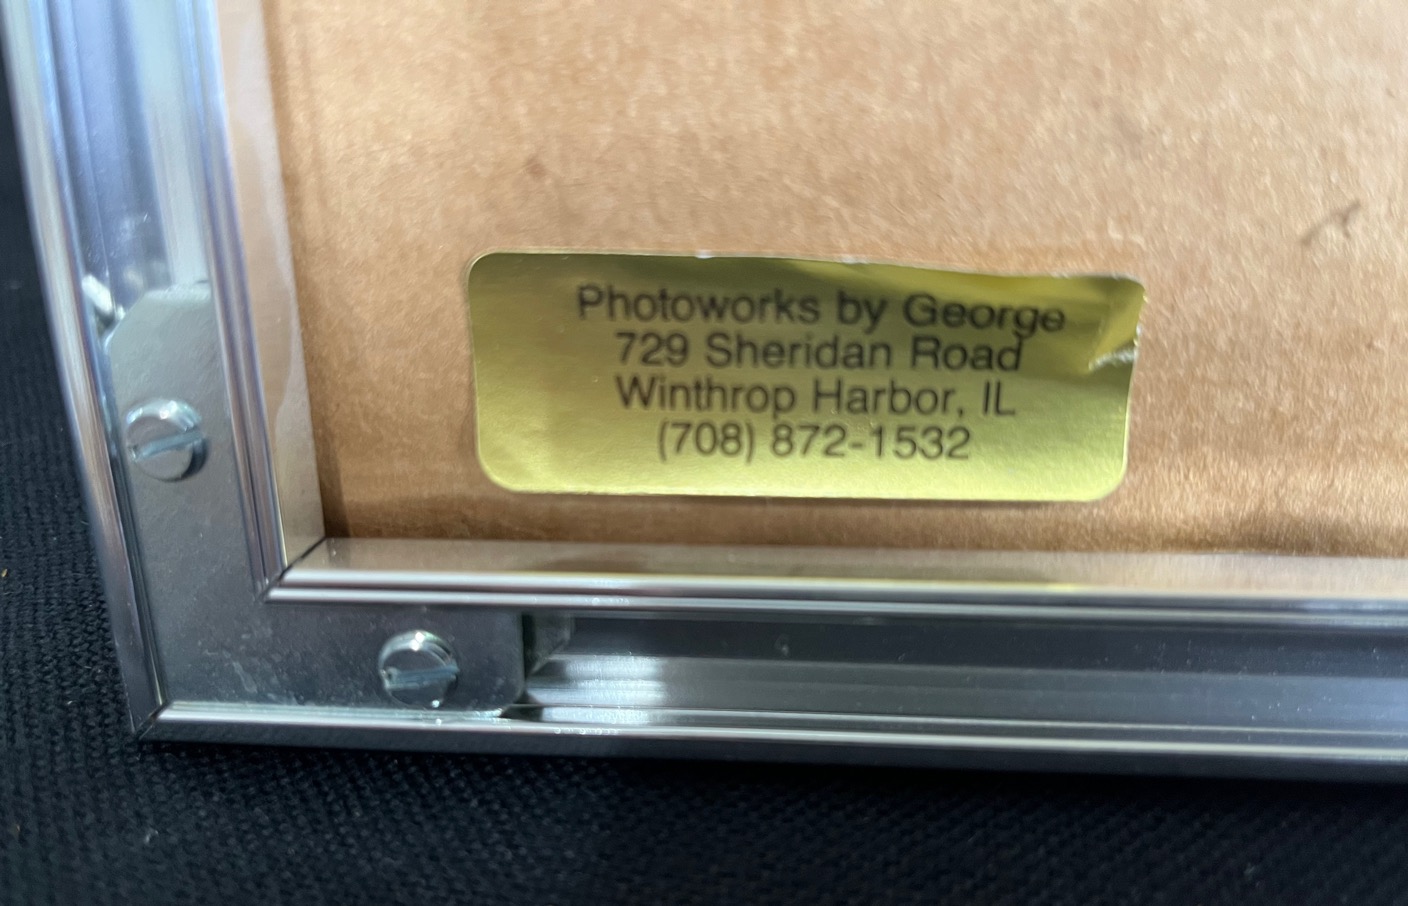 Photoworks by George
729 Sheridan Road
Winthrop Harbor, IL
(708) 872-1532